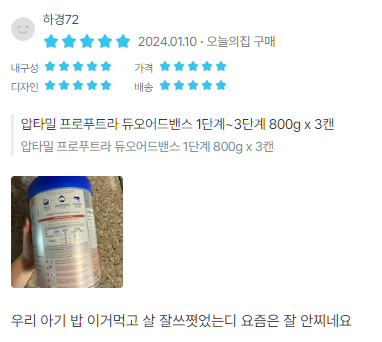 하경72
2024.01.10 · 오늘의집 구매
내구성 가격
디자인 배송
압타밀 프로푸트라 듀오어드밴스 1단계~3단계 800g x 3캔
압타밀 프로푸트라 듀오어드밴스 1단계 800g x 3캔
우리 아기 밥 이거먹고 살 잘쓰쪗었는디 요즘은 잘 안찌네요